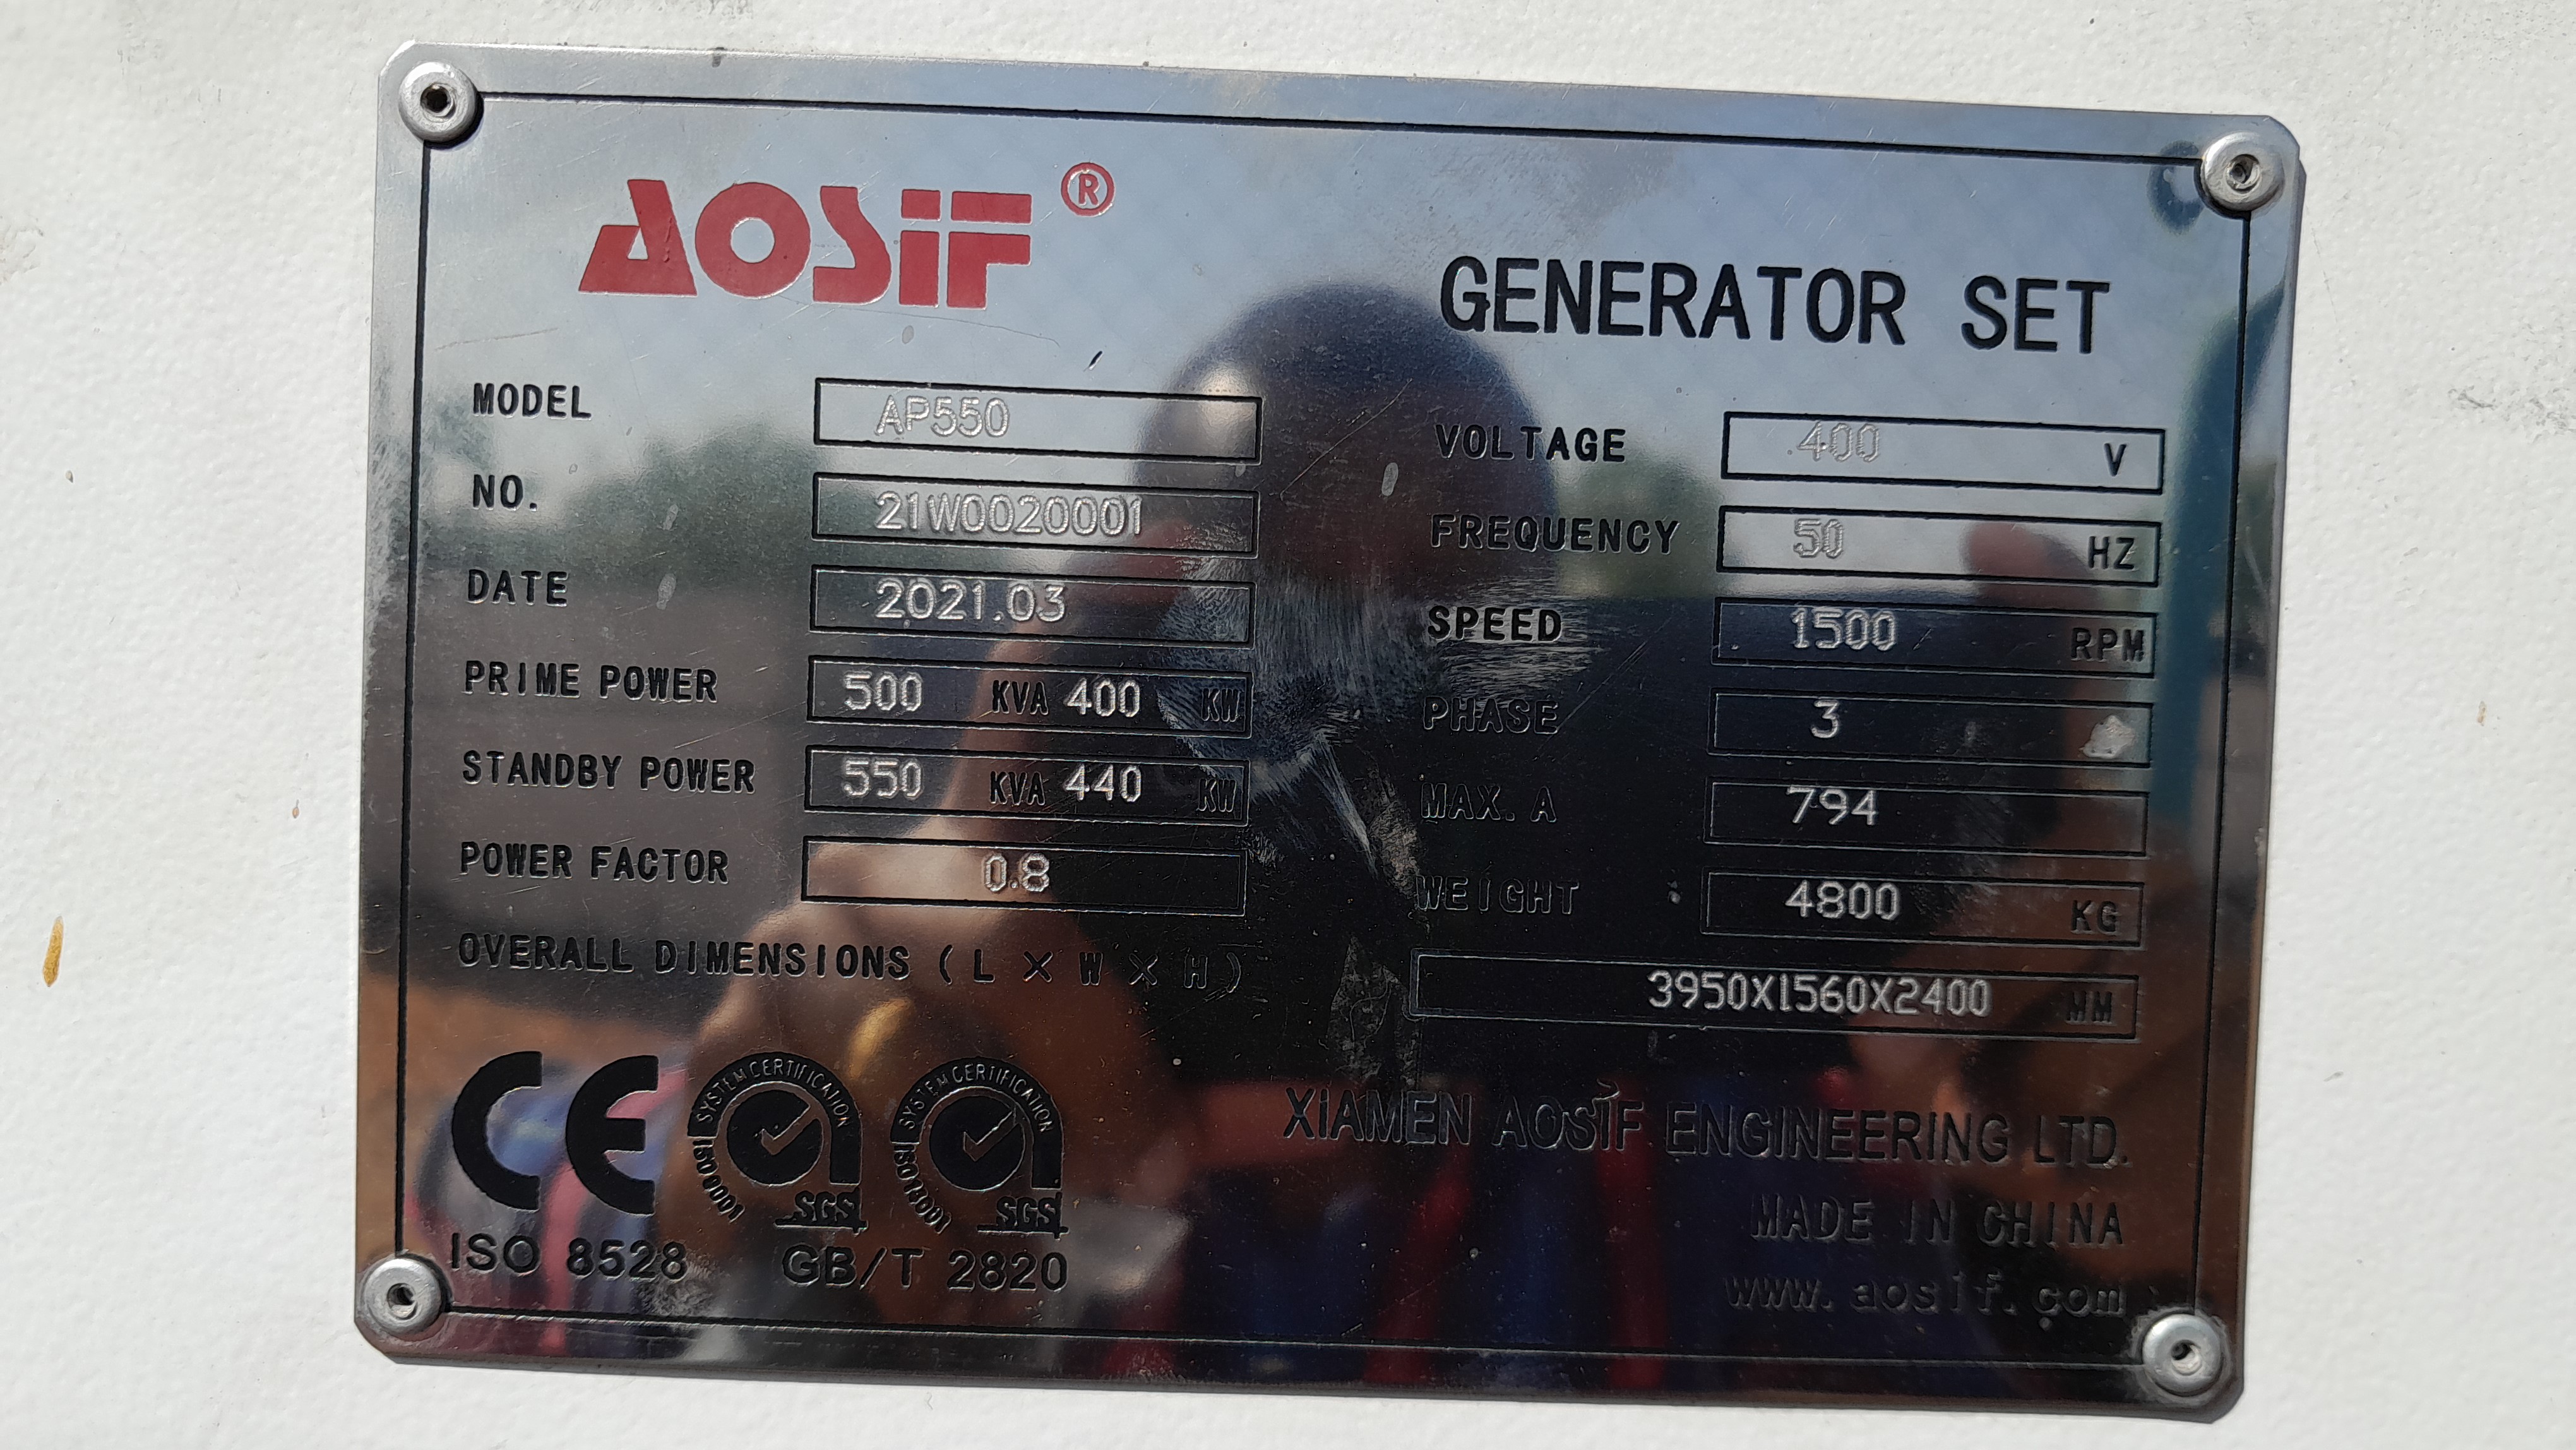 AOSiF®
GENERATOR SET
MODEL AP550
NO. 21W0020001
DATE 2021.03
PRIME POWER 500 KVA 400 KW
STANDBY POWER 550 KVA 440 KW
POWER FACTOR 0.8
VOLTAGE 400 V
FREQUENCY 50 HZ
SPEED 1500 RPM
PHASE 3
MAX. A 794
WEIGHT 4800 KG
OVERALL DIMENSIONS (L × W × H) 3950X1560X2400 MM
CE
SYSTEM CERTIFICATION
ISO 9001
SGS
SYSTEM CERTIFICATION
SGS
ISO 8528
GB/T 2820
XiAMEN AOSiF ENGINEERING LTD.
MADE IN CHINA
www.aosif.com